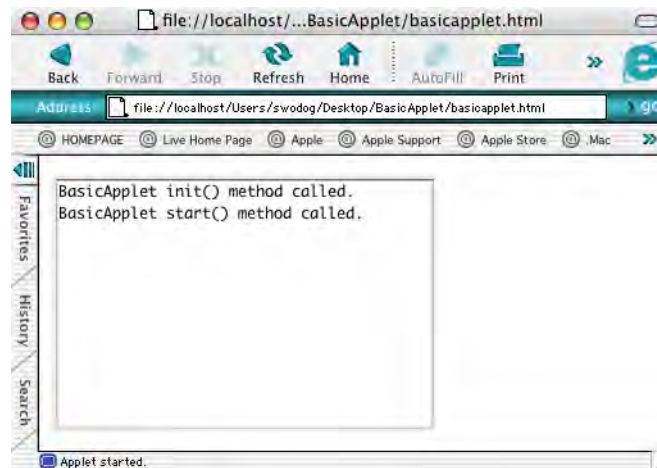 file://localhost/...BasicApplet/basicapplet.html
Back Forward Stop Refresh Home AutoFill Print »
Address file://localhost/Users/swodog/Desktop/BasicApplet/basicapplet.html go
HOMEPAGE Live Home Page Apple Apple Support Apple Store .Mac »
Favorites
History
Search
BasicApplet init() method called.
BasicApplet start() method called.
Applet started.